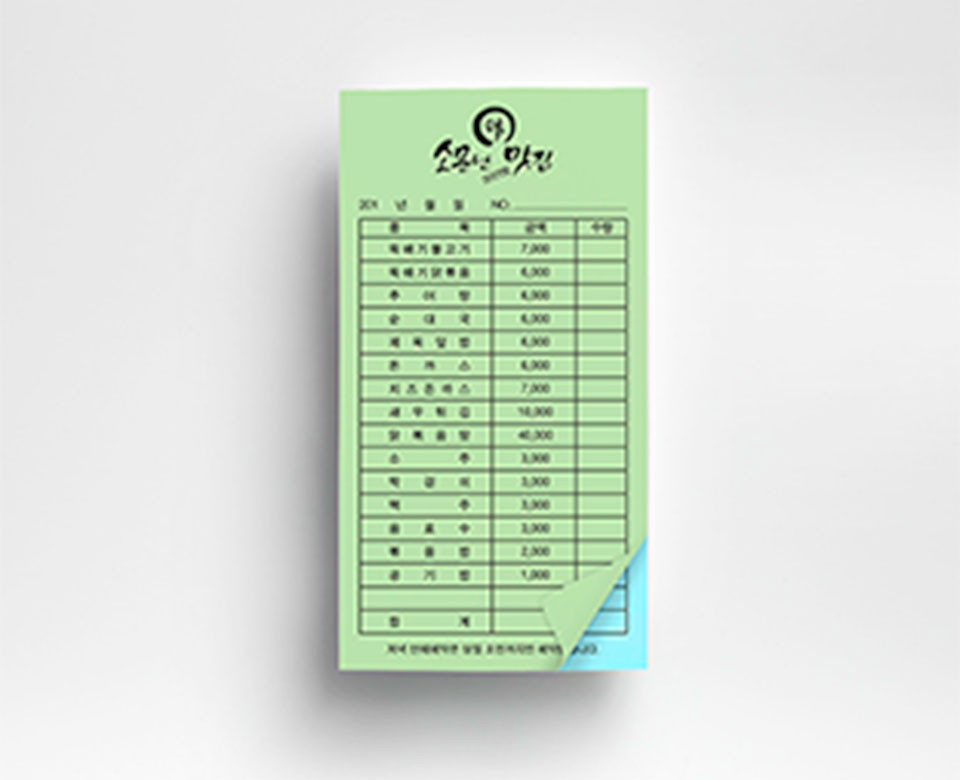 소문난 맛집
201 년 월 일 NO.
품 목 금액 수량
뚝배기불고기 7,000
뚝배기닭볶음 6,000
추어탕 6,000
순대국 6,000
제육덮밥 6,000
돈까스 6,000
치즈돈까스 7,000
새우튀김 10,000
닭볶음탕 40,000
소주 3,000
막걸리 3,000
맥주 3,000
음료수 3,000
볶음밥 2,000
공기밥 1,000
합계